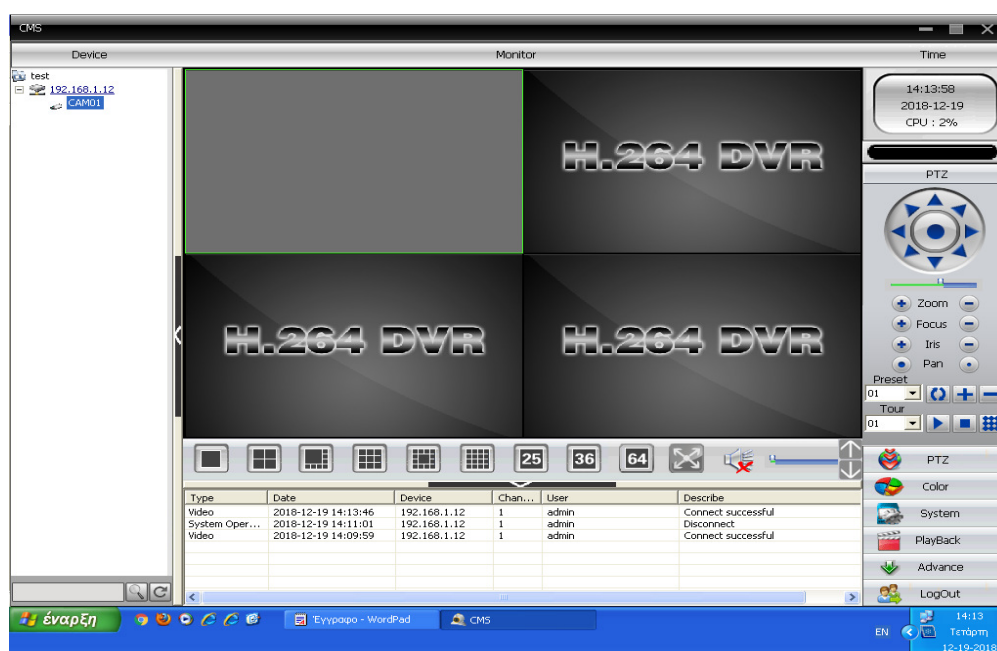 CMS
Device Monitor Time
test
192.168.1.12
CAM01
H.264 DVR
H.264 DVR
H.264 DVR
14:13:58
2018-12-19
CPU : 2%
PTZ
Zoom
Focus
Iris
Pan
Preset
01
Tour
01
25 36 64
PTZ
Color
System
PlayBack
Advance
LogOut
Type Date Device Chan... User Describe
Video 2018-12-19 14:13:46 192.168.1.12 1 admin Connect successful
System Oper... 2018-12-19 14:11:01 192.168.1.12 1 admin Disconnect
Video 2018-12-19 14:09:59 192.168.1.12 1 admin Connect successful
έναρξη Έγγραφο - WordPad CMS
EN 14:13
Τετάρτη
12-19-2018